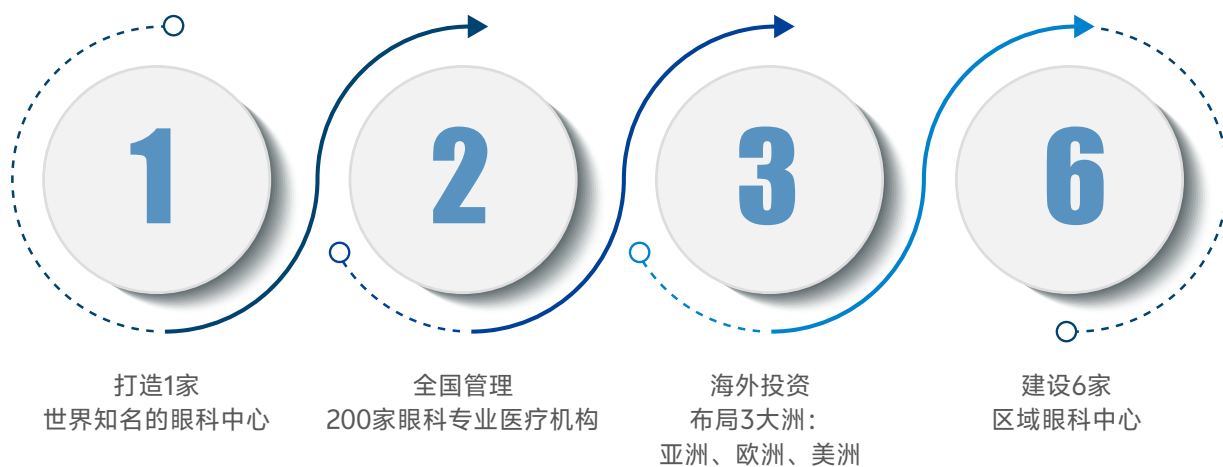 1
2
3
6
打造1家
世界知名的眼科中心
全国管理
200家眼科专业医疗机构
海外投资
布局3大洲：
亚洲、欧洲、美洲
建设6家
区域眼科中心